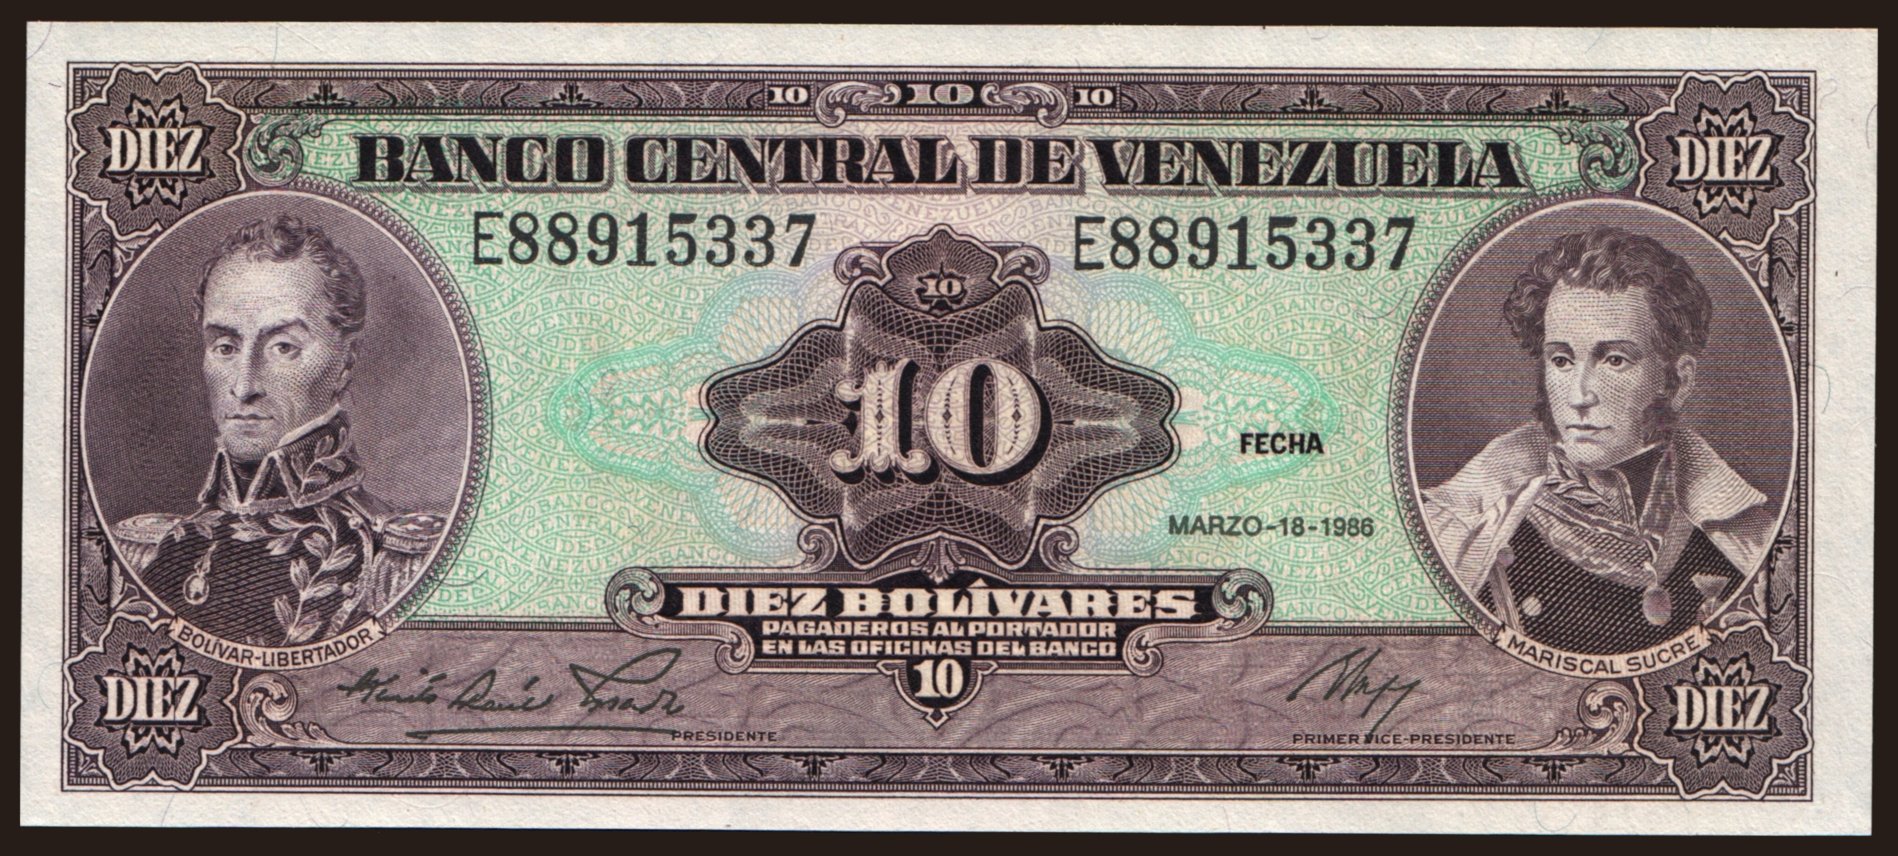 10 10 10
DIEZ DIEZ
BANCO CENTRAL DE VENEZUELA
E88915337 E88915337
10
10
FECHA
MARZO-18-1986
DIEZ BOLÍVARES
PAGADEROS AL PORTADOR
EN LAS OFICINAS DEL BANCO
BOLIVAR-LIBERTADOR
MARISCAL SUCRE
DIEZ 10 DIEZ
PRESIDENTE
PRIMER VICE-PRESIDENTE